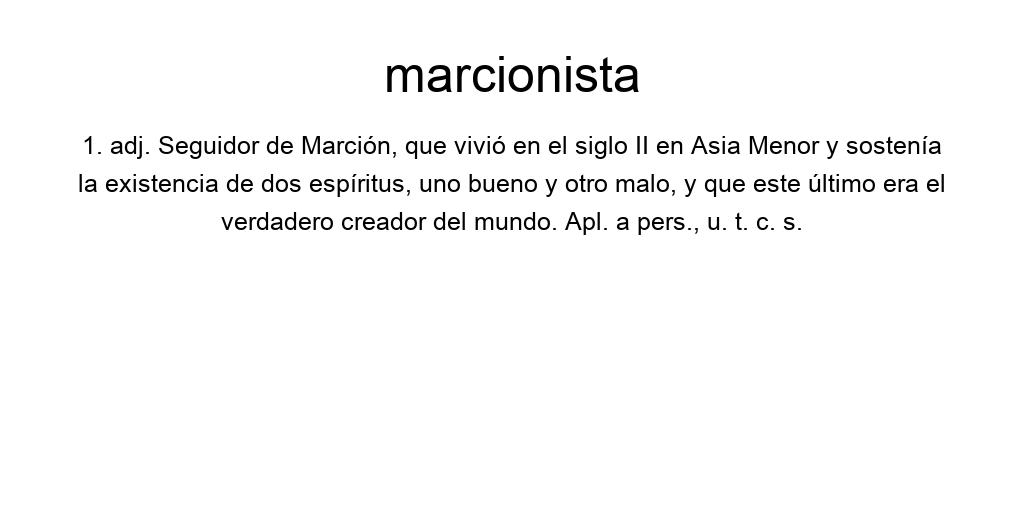 marcionista
1. adj. Seguidor de Marción, que vivió en el siglo II en Asia Menor y sostenía
la existencia de dos espíritus, uno bueno y otro malo, y que este último era el
verdadero creador del mundo. Apl. a pers., u. t. c. s.